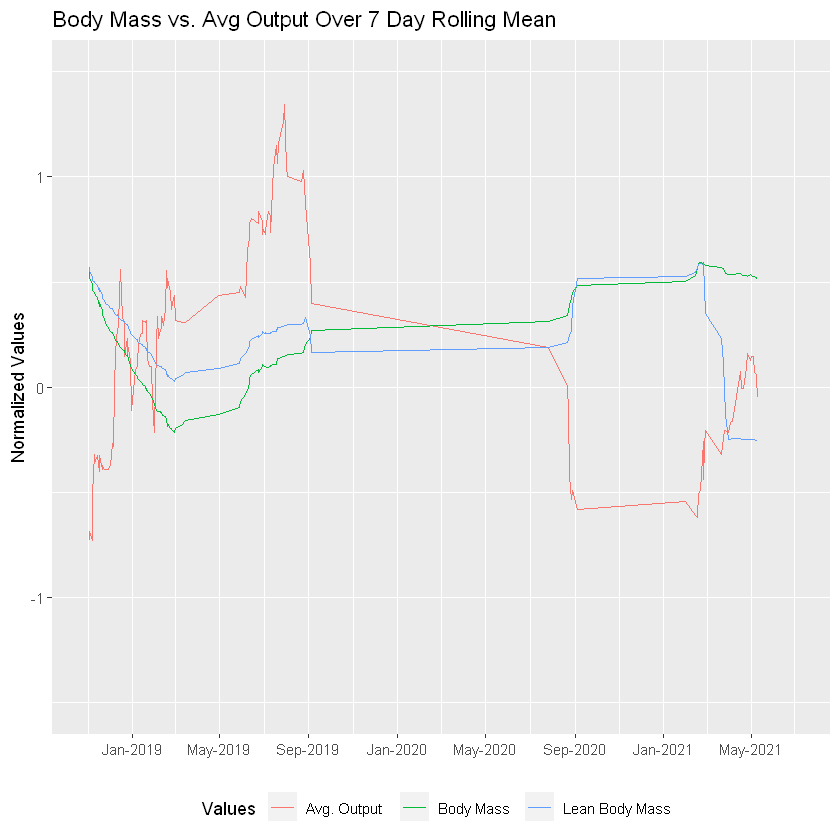 Body Mass vs. Avg Output Over 7 Day Rolling Mean
Normalized Values
1
0
-1
Jan-2019 May-2019 Sep-2019 Jan-2020 May-2020 Sep-2020 Jan-2021 May-2021
Values Avg. Output Body Mass Lean Body Mass